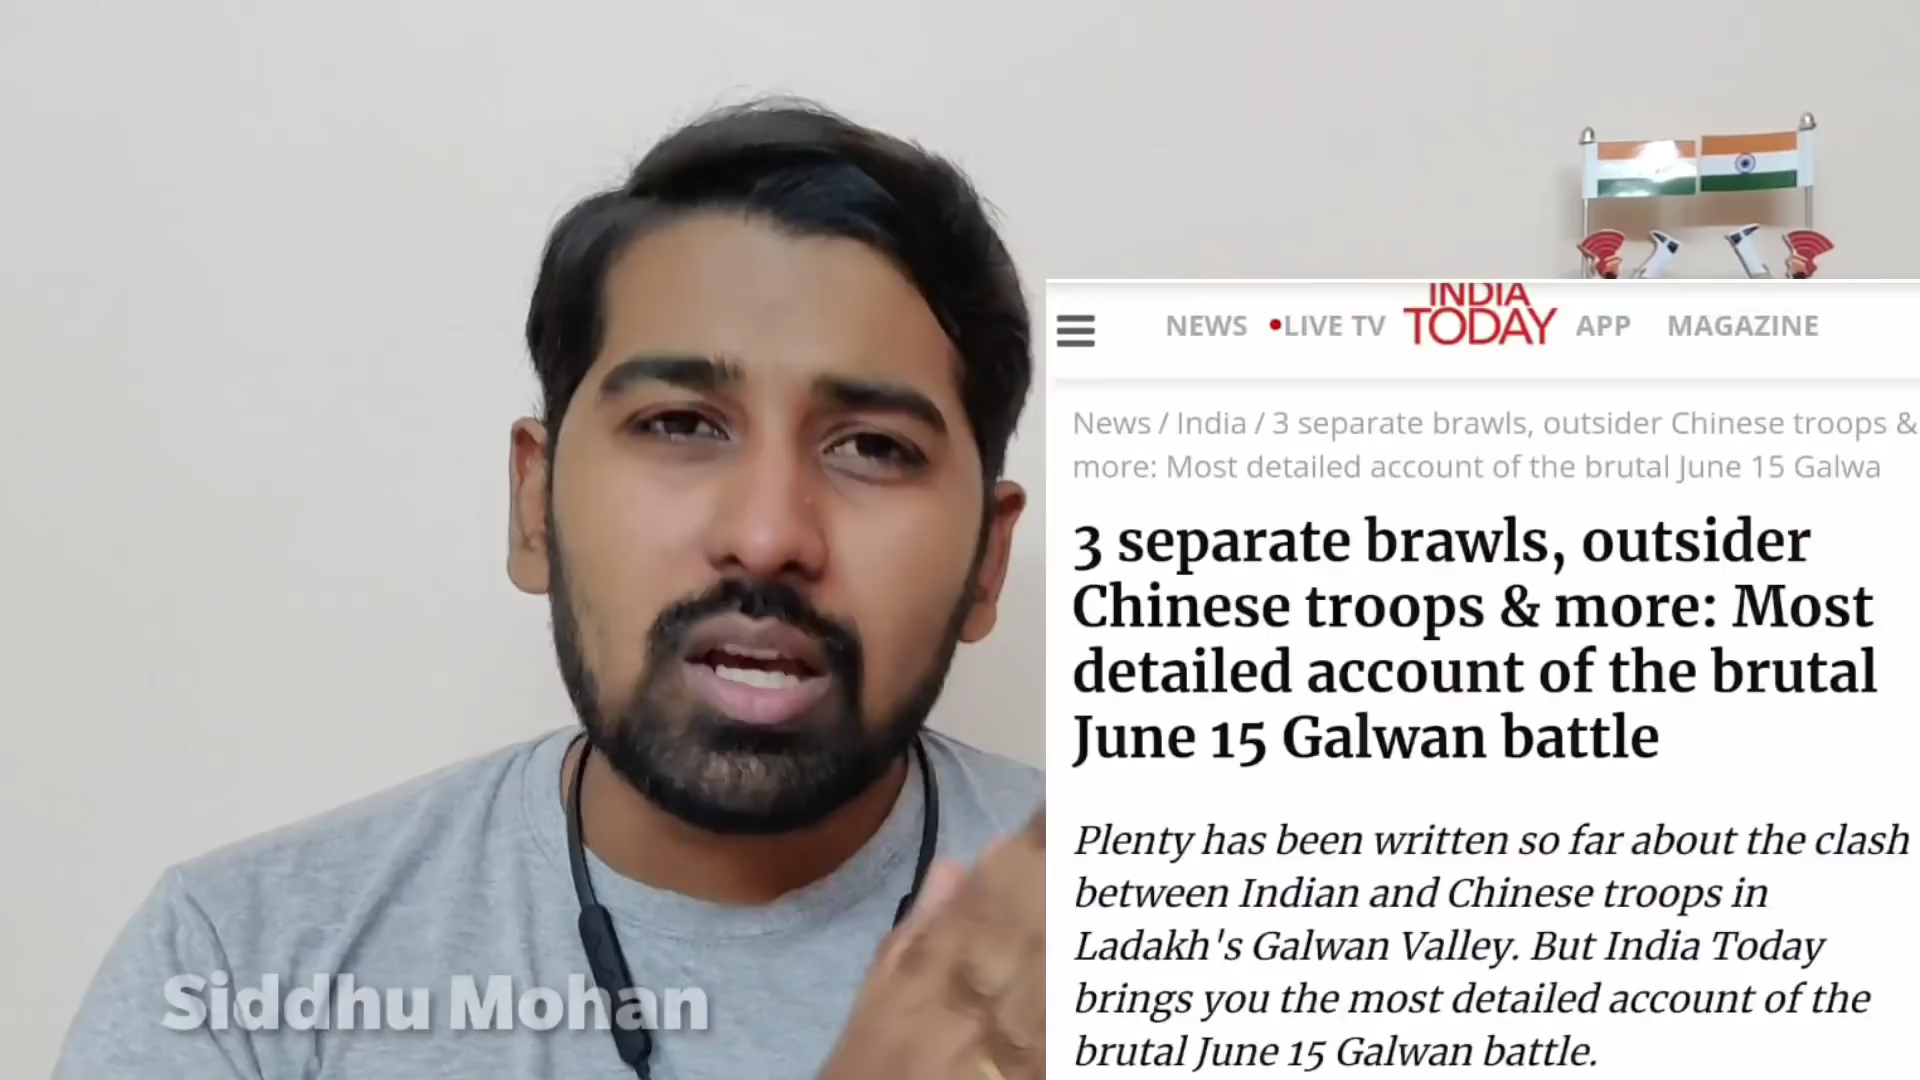 INDIA
NEWS •LIVE TV TODAY APP MAGAZINE
News / India / 3 separate brawls, outsider Chinese troops &
more: Most detailed account of the brutal June 15 Galwa
3 separate brawls, outsider
Chinese troops & more: Most
detailed account of the brutal
June 15 Galwan battle
Plenty has been written so far about the clash
between Indian and Chinese troops in
Ladakh's Galwan Valley. But India Today
brings you the most detailed account of the
brutal June 15 Galwan battle.
Siddhu Mohan